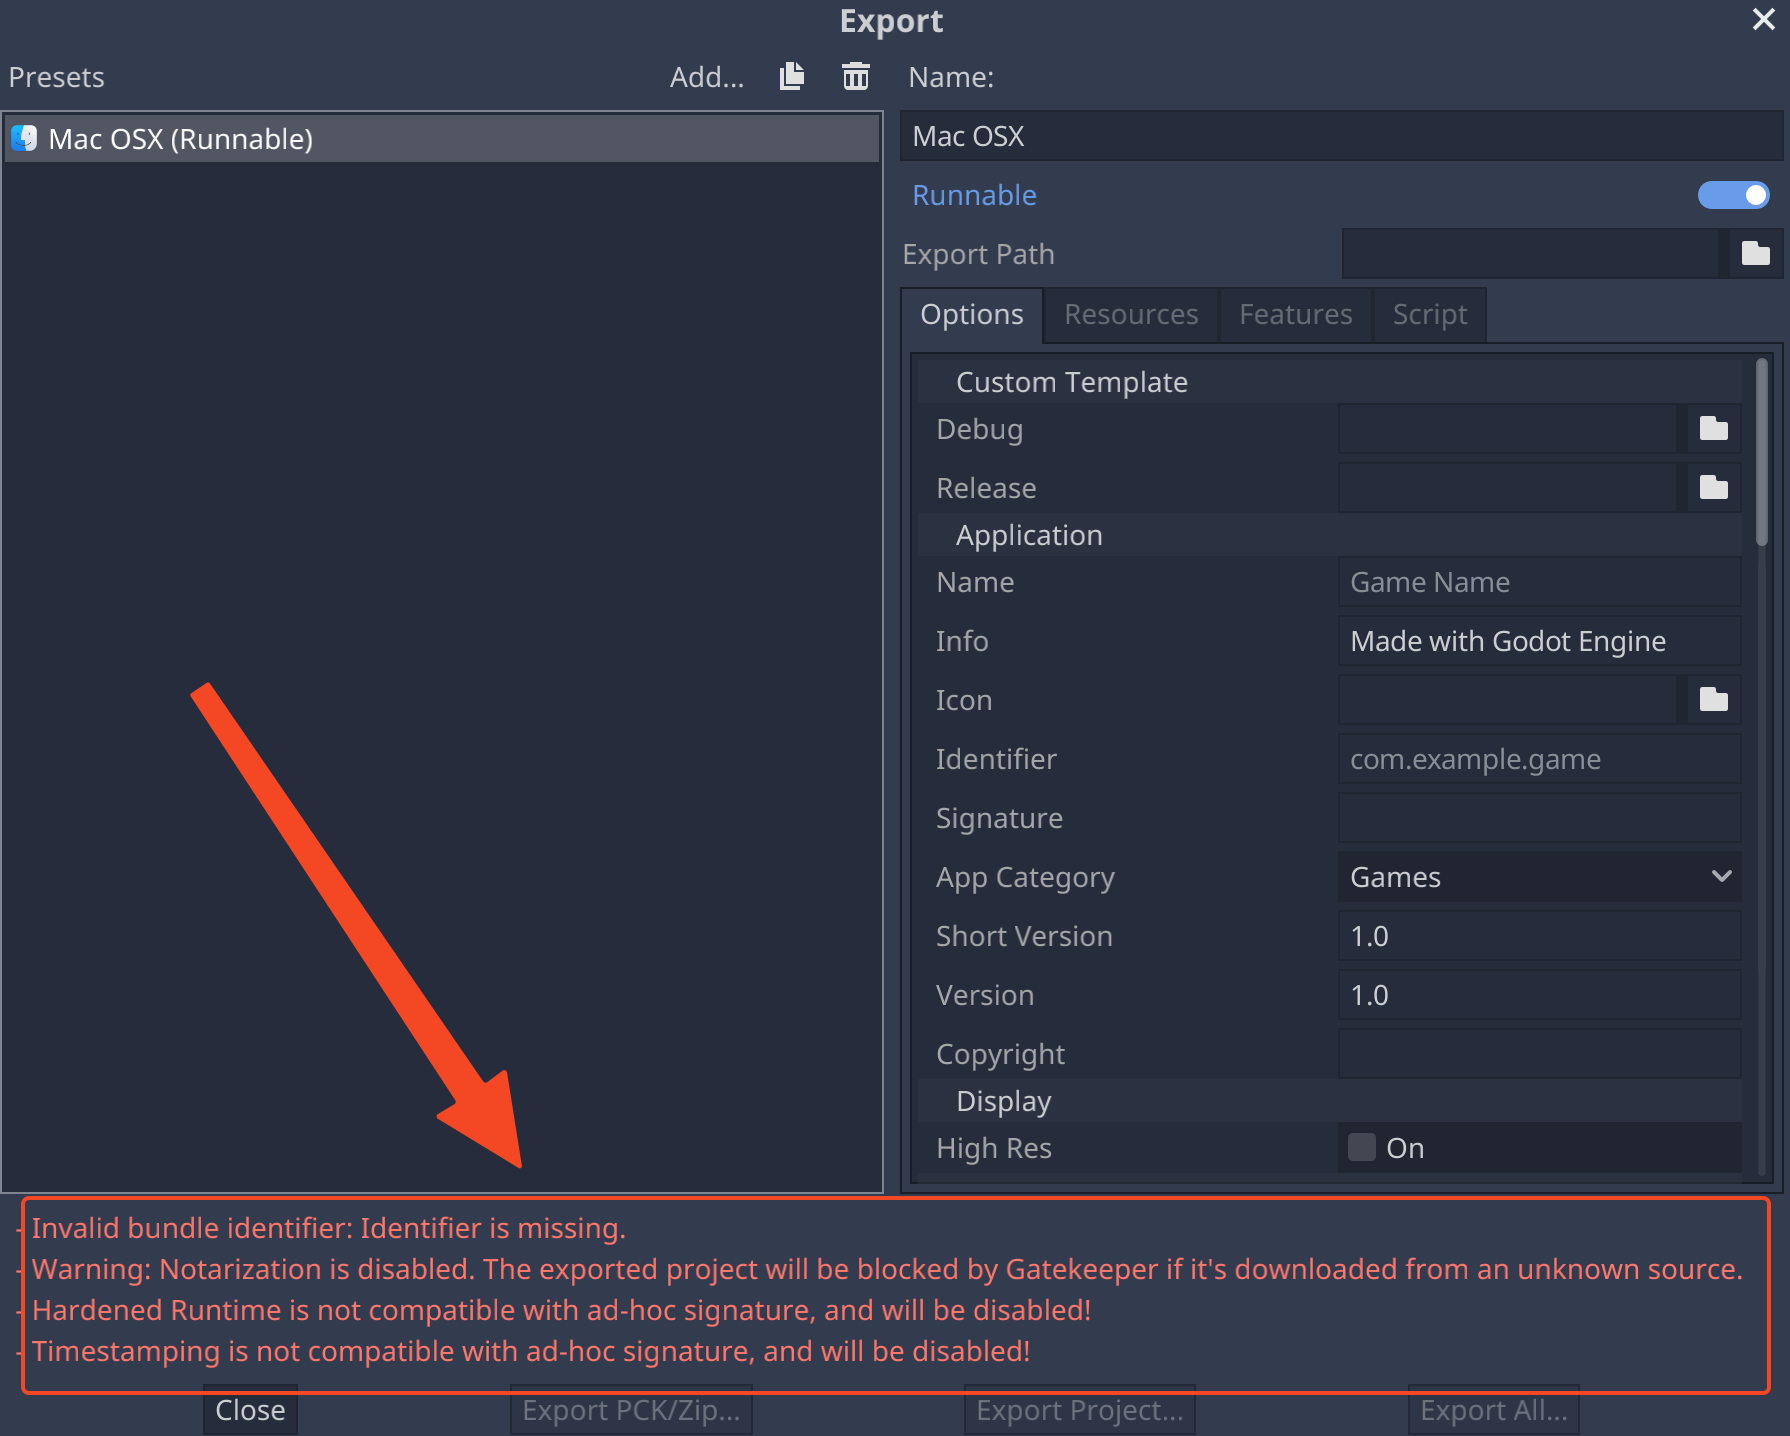 Export
Presets
Add...
Name:
Mac OSX (Runnable)
Mac OSX
Runnable
Export Path
Options
Resources
Features
Script
Custom Template
Debug
Release
Application
Name
Game Name
Info
Made with Godot Engine
Icon
Identifier
com.example.game
Signature
App Category
Games
Short Version
1.0
Version
1.0
Copyright
Display
High Res
On
- Invalid bundle identifier: Identifier is missing.
- Warning: Notarization is disabled. The exported project will be blocked by Gatekeeper if it's downloaded from an unknown source.
- Hardened Runtime is not compatible with ad-hoc signature, and will be disabled!
- Timestamping is not compatible with ad-hoc signature, and will be disabled!
Close
Export PCK/Zip...
Export Project...
Export All...